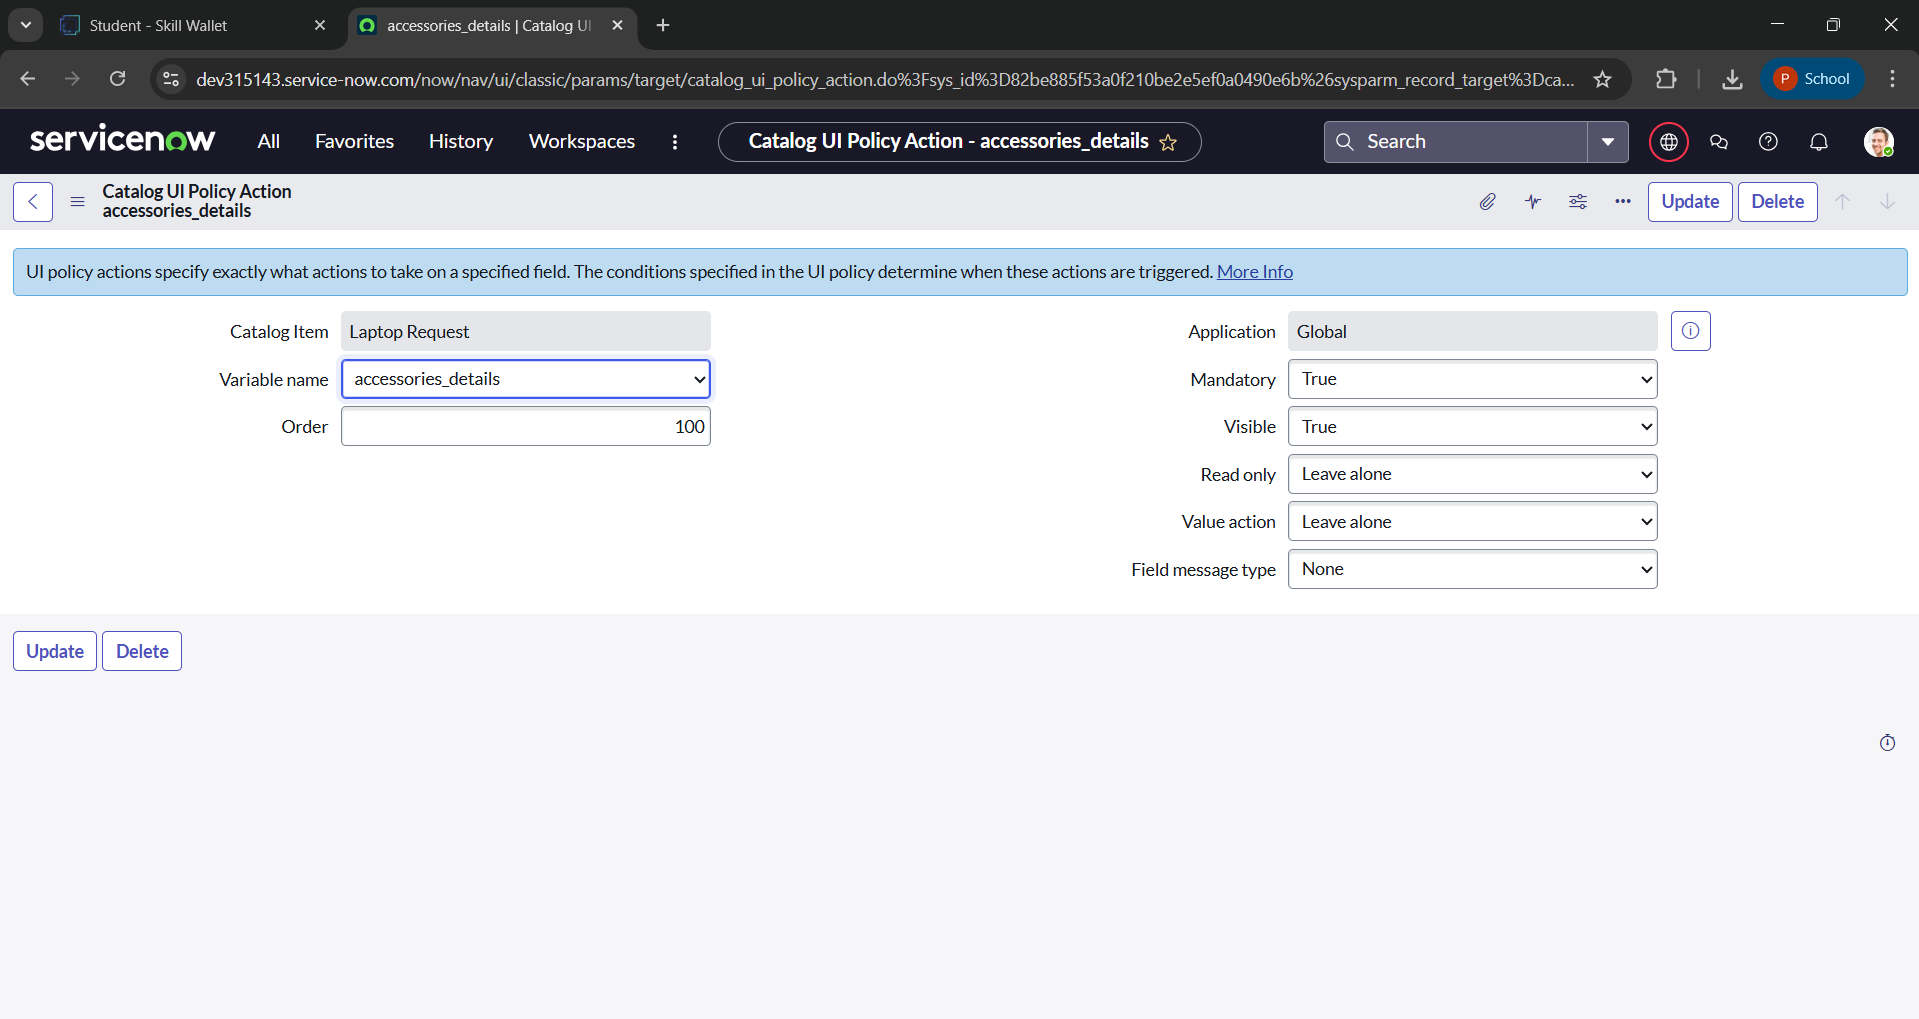 Student - Skill Wallet
accessories_details | Catalog UI
dev315143.service-now.com/now/nav/ui/classic/params/target/catalog_ui_policy_action.do%3Fsys_id%3D82be885f53a0f210be2e5ef0a0490e6b%26sysparm_record_target%3Dca...
P School
servicenow All Favorites History Workspaces Catalog UI Policy Action - accessories_details Search
Catalog UI Policy Action
accessories_details
Update Delete
UI policy actions specify exactly what actions to take on a specified field. The conditions specified in the UI policy determine when these actions are triggered. More Info
Catalog Item Laptop Request
Variable name accessories_details
Order 100
Application Global
Mandatory True
Visible True
Read only Leave alone
Value action Leave alone
Field message type None
Update Delete